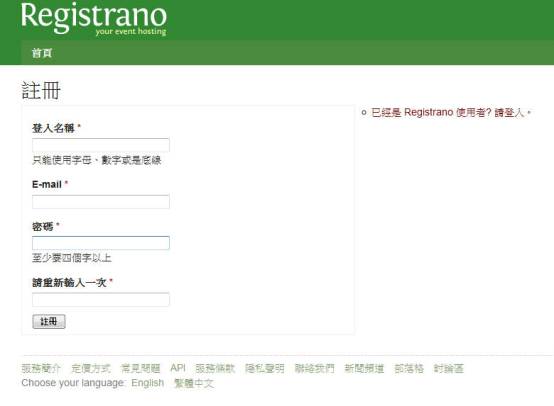 Registrano
your event hosting
首頁
註冊
已經是 Registrano 使用者? 請登入。
登入名稱 *
只能使用字母、數字或是底線
E-mail *
密碼 *
至少要四個字以上
請重新輸入一次 *
註冊
服務簡介 定價方式 常見問題 API 服務條款 隱私聲明 聯絡我們 新聞頻道 部落格 討論區
Choose your language: English 繁體中文